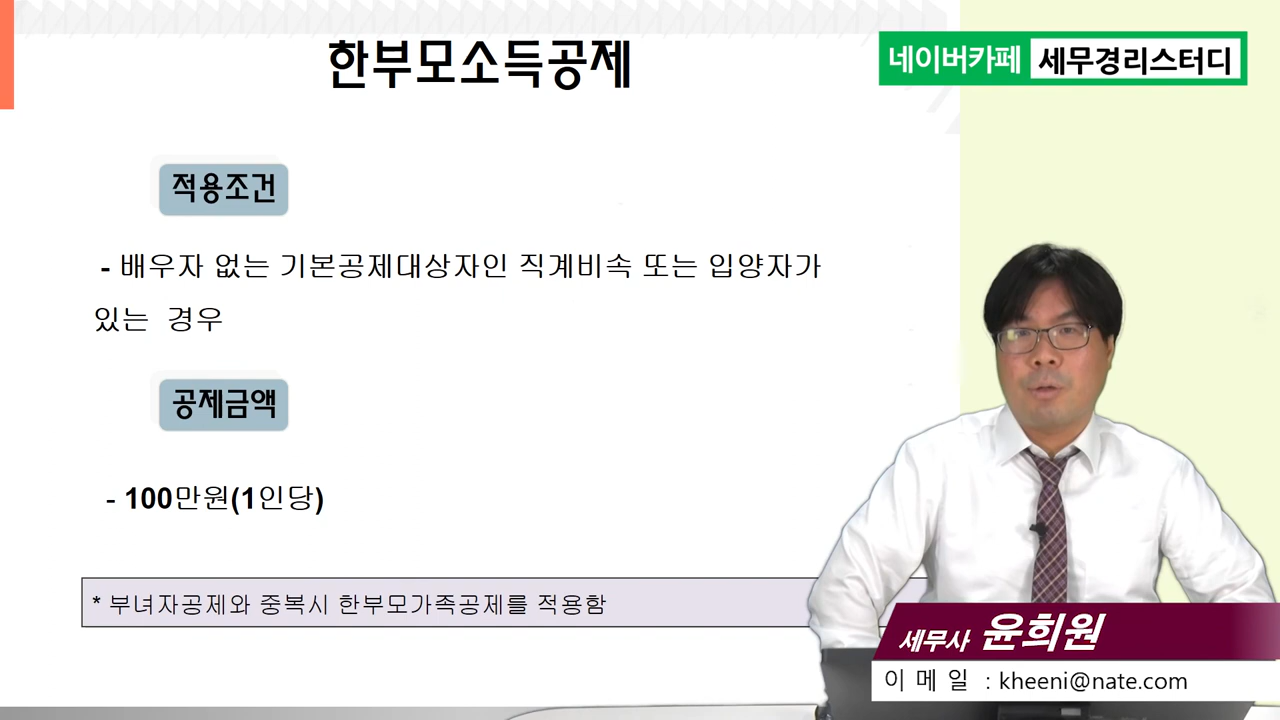 한부모소득공제
네이버카페 세무경리스터디
적용조건
- 배우자 없는 기본공제대상자인 직계비속 또는 입양자가
있는 경우
공제금액
- 100만원(1인당)
* 부녀자공제와 중복시 한부모가족공제를 적용함
세무사 윤희원
이 메 일 : kheeni@nate.com